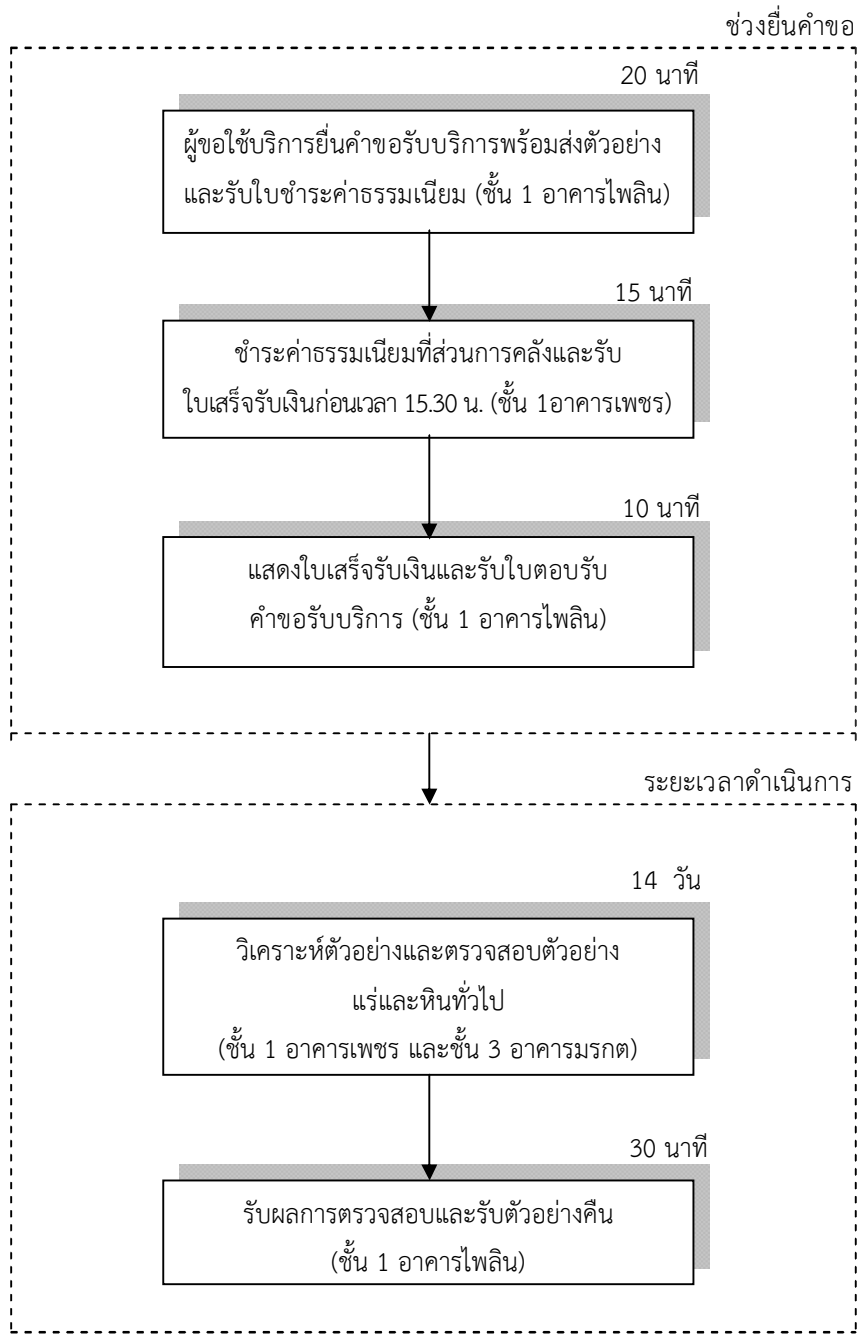 ช่วงยื่นคำขอ
20 นาที
ผู้ขอใช้บริการยื่นคำขอรับบริการพร้อมส่งตัวอย่าง
และรับใบชำระค่าธรรมเนียม (ชั้น 1 อาคารไพลิน)
15 นาที
ชำระค่าธรรมเนียมที่ส่วนการคลังและรับ
ใบเสร็จรับเงินก่อนเวลา 15.30 น. (ชั้น 1อาคารเพชร)
10 นาที
แสดงใบเสร็จรับเงินและรับใบตอบรับ
คำขอรับบริการ (ชั้น 1 อาคารไพลิน)
ระยะเวลาดำเนินการ
14 วัน
วิเคราะห์ตัวอย่างและตรวจสอบตัวอย่าง
แร่และหินทั่วไป
(ชั้น 1 อาคารเพชร และชั้น 3 อาคารมรกต)
30 นาที
รับผลการตรวจสอบและรับตัวอย่างคืน
(ชั้น 1 อาคารไพลิน)